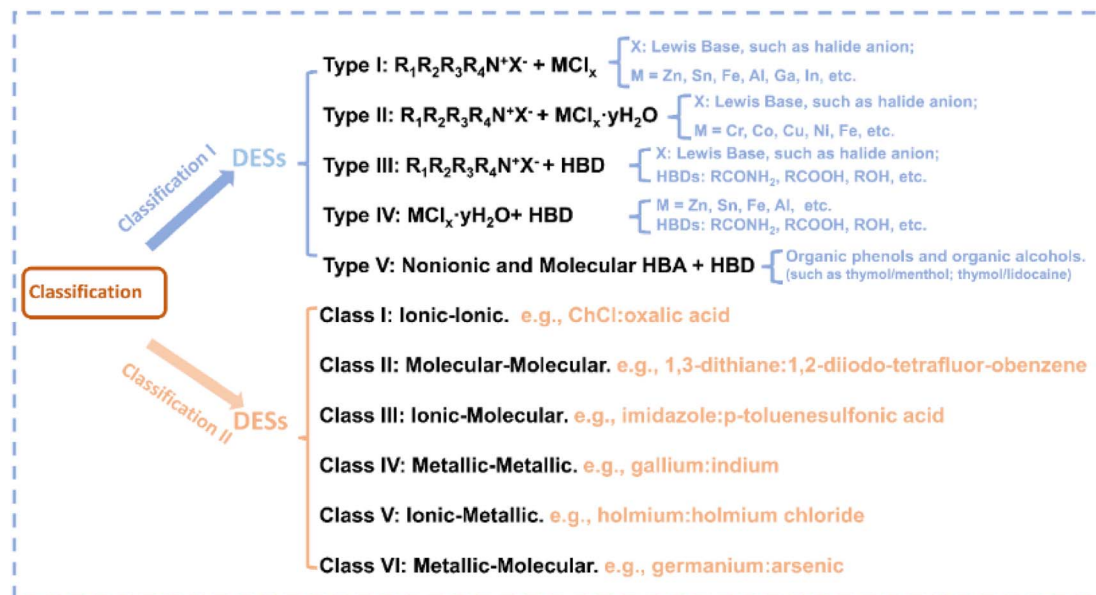 Classification
Classification I
DESs
Type I: R₁R₂R₃R₄N⁺X⁻ + MClₓ
X: Lewis Base, such as halide anion;
M = Zn, Sn, Fe, Al, Ga, In, etc.
Type II: R₁R₂R₃R₄N⁺X⁻ + MClₓ·yH₂O
X: Lewis Base, such as halide anion;
M = Cr, Co, Cu, Ni, Fe, etc.
Type III: R₁R₂R₃R₄N⁺X⁻ + HBD
X: Lewis Base, such as halide anion;
HBDs: RCONH₂, RCOOH, ROH, etc.
Type IV: MClₓ·yH₂O+ HBD
M = Zn, Sn, Fe, Al, etc.
HBDs: RCONH₂, RCOOH, ROH, etc.
Type V: Nonionic and Molecular HBA + HBD
Organic phenols and organic alcohols.
(such as thymol/menthol; thymol/lidocaine)
Classification II
DESs
Class I: Ionic-Ionic. e.g., ChCl:oxalic acid
Class II: Molecular-Molecular. e.g., 1,3-dithiane:1,2-diiodo-tetrafluor-obenzene
Class III: Ionic-Molecular. e.g., imidazole:p-toluenesulfonic acid
Class IV: Metallic-Metallic. e.g., gallium:indium
Class V: Ionic-Metallic. e.g., holmium:holmium chloride
Class VI: Metallic-Molecular. e.g., germanium:arsenic